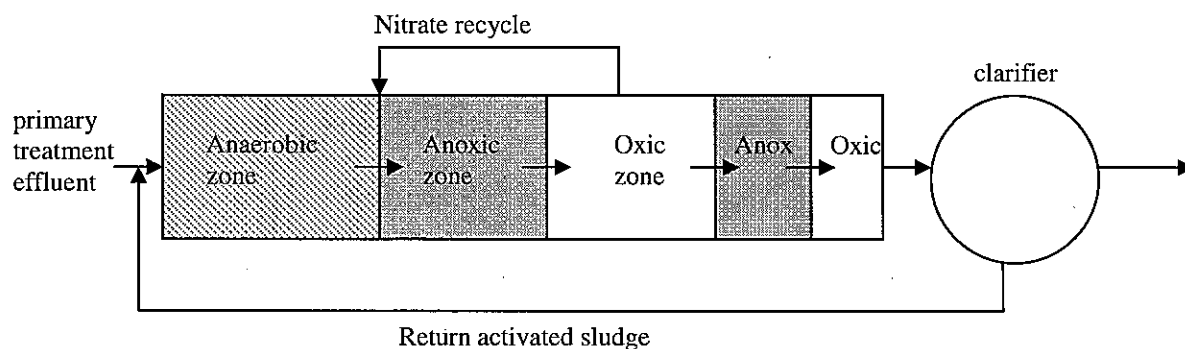 Nitrate recycle
clarifier
primary
treatment
effluent
Anaerobic
zone
Anoxic
zone
Oxic
zone
Anox
Oxic
Return activated sludge